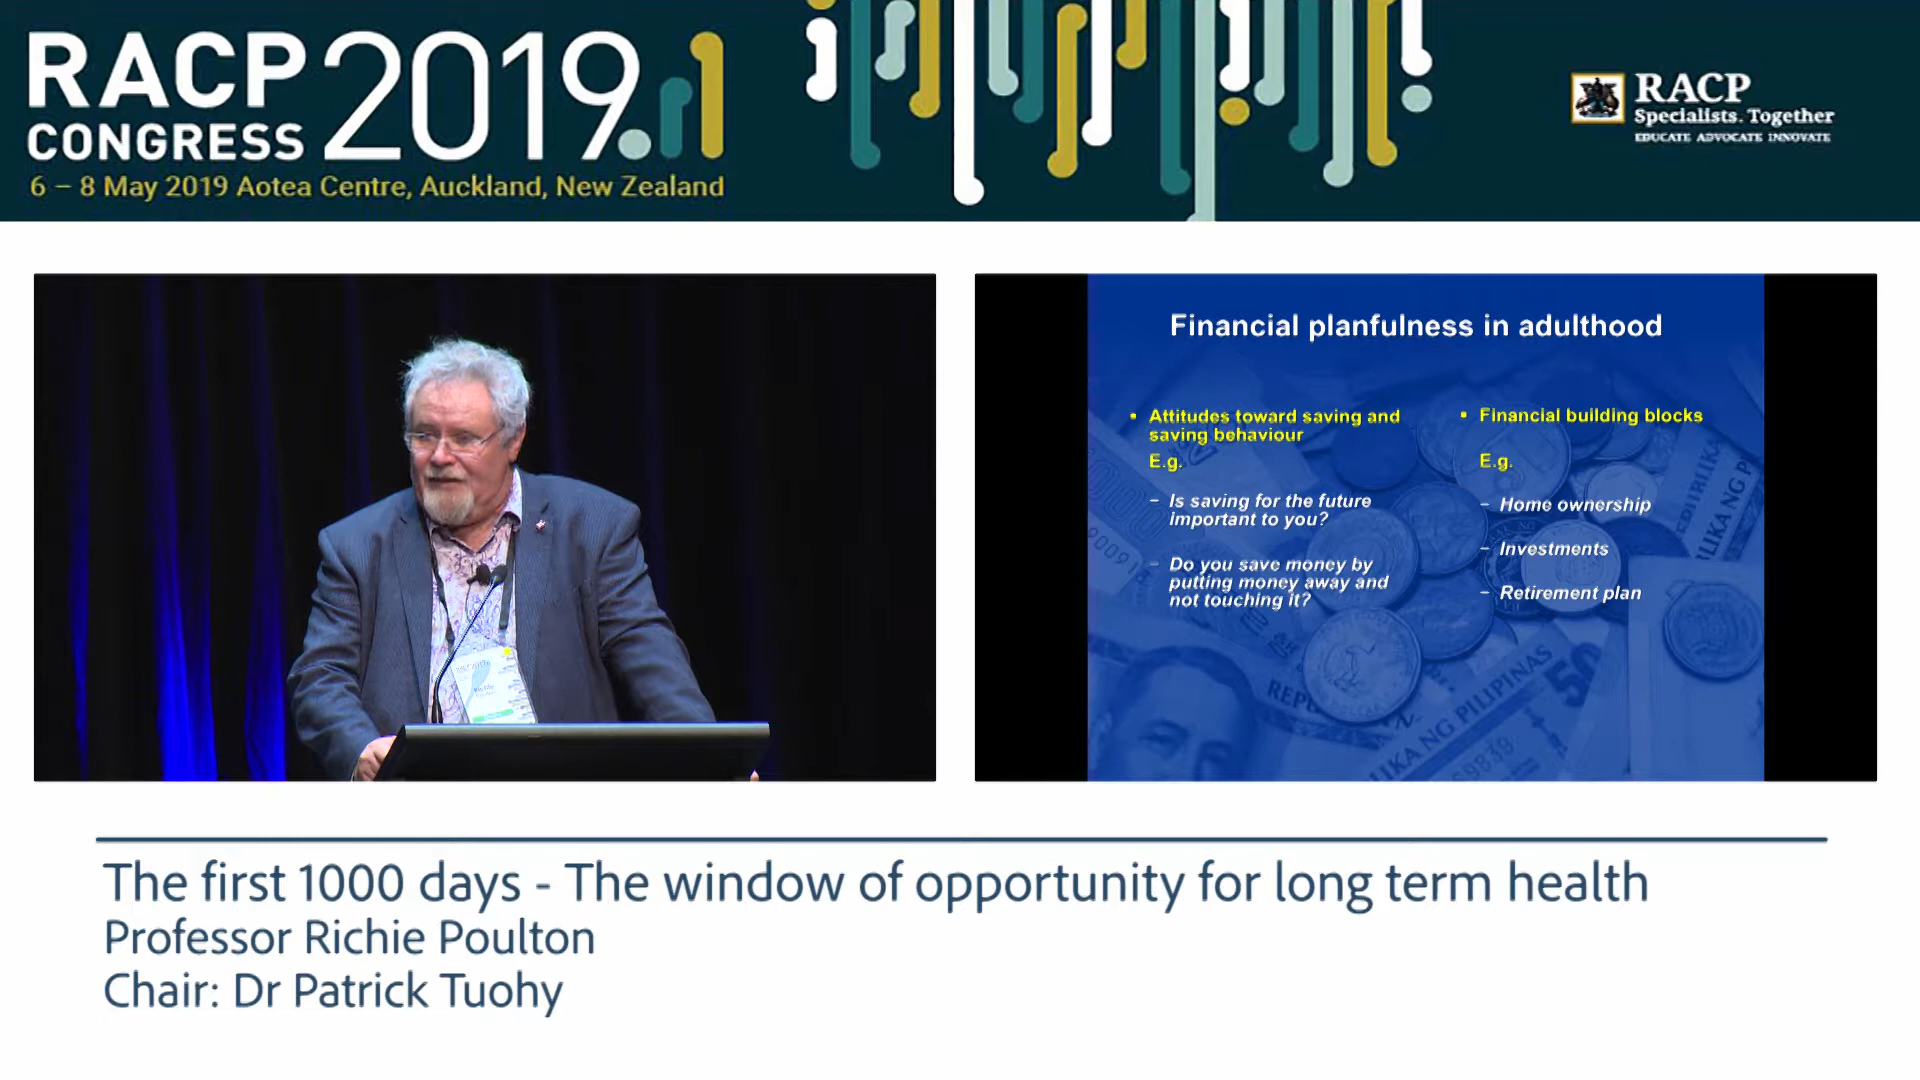 RACP
CONGRESS
2019
6 – 8 May 2019 Aotea Centre, Auckland, New Zealand
RACP
Specialists. Together
EDUCATE ADVOCATE INNOVATE
Financial planfulness in adulthood
▪ Attitudes toward saving and
saving behaviour
E.g.
– Is saving for the future
important to you?
– Do you save money by
putting money away and
not touching it?
▪ Financial building blocks
E.g.
– Home ownership
– Investments
– Retirement plan
PILIPINAS
The first 1000 days - The window of opportunity for long term health
Professor Richie Poulton
Chair: Dr Patrick Tuohy